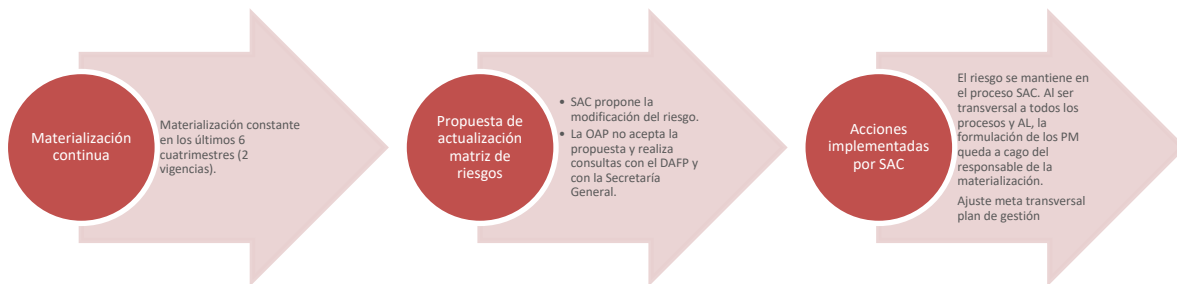 Materialización
continua
Materialización constante
en los últimos 6
cuatrimestres (2
vigencias).
Propuesta de
actualización
matriz de
riesgos
• SAC propone la
modificación del riesgo.
• La OAP no acepta la
propuesta y realiza
consultas con el DAFP y
con la Secretaría
General.
Acciones
implementadas
por SAC
El riesgo se mantiene en
el proceso SAC. Al ser
transversal a todos los
procesos y AL, la
formulación de los PM
queda a cago del
responsable de la
materialización.
Ajuste meta transversal
plan de gestión